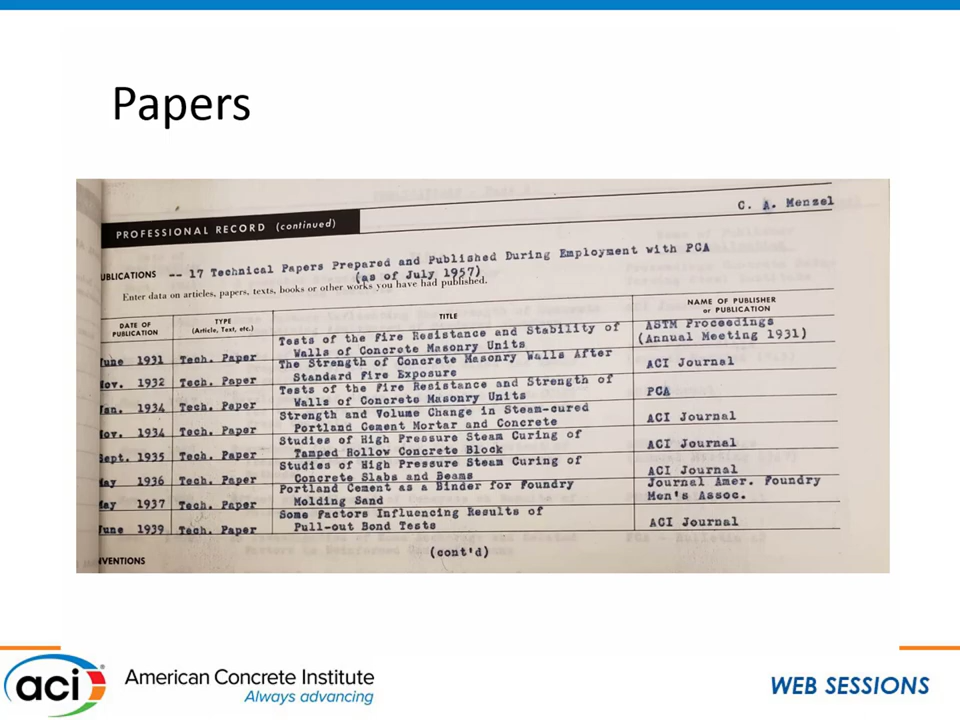 Papers
C. A. Menzel
PROFESSIONAL RECORD (continued)
UBLICATIONS -- 17 Technical Papers Prepared and Published During Employment with PCA
(as of July 1957)
Enter data on articles, papers, texts, books or other works you have had published.
DATE OF PUBLICATION TYPE (Article, Text, etc.) TITLE NAME OF PUBLISHER or PUBLICATION
une 1931 Tech. Paper Tests of the Fire Resistance and Stability of ASTM Proceedings
Walls of Concrete Masonry Units (Annual Meeting 1931)
ov. 1932 Tech. Paper The Strength of Concrete Masonry Walls After ACI Journal
Standard Fire Exposure
an. 1934 Tech. Paper Tests of the Fire Resistance and Strength of PCA
Walls of Concrete Masonry Units
ov. 1934 Tech. Paper Strength and Volume Change in Steam-cured ACI Journal
Portland Cement Mortar and Concrete
Sept. 1935 Tech. Paper Studies of High Pressure Steam Curing of ACI Journal
Tamped Hollow Concrete Block
ay 1936 Tech. Paper Studies of High Pressure Steam Curing of ACI Journal
Concrete Slabs and Beams
ay 1937 Tech. Paper Portland Cement as a Binder for Foundry Journal Amer. Foundry
Molding Sand Men's Assoc.
une 1939 Tech. Paper Some Factors Influencing Results of ACI Journal
Pull-out Bond Tests
(cont'd)
NVENTIONS
aci American Concrete Institute
Always advancing
WEB SESSIONS